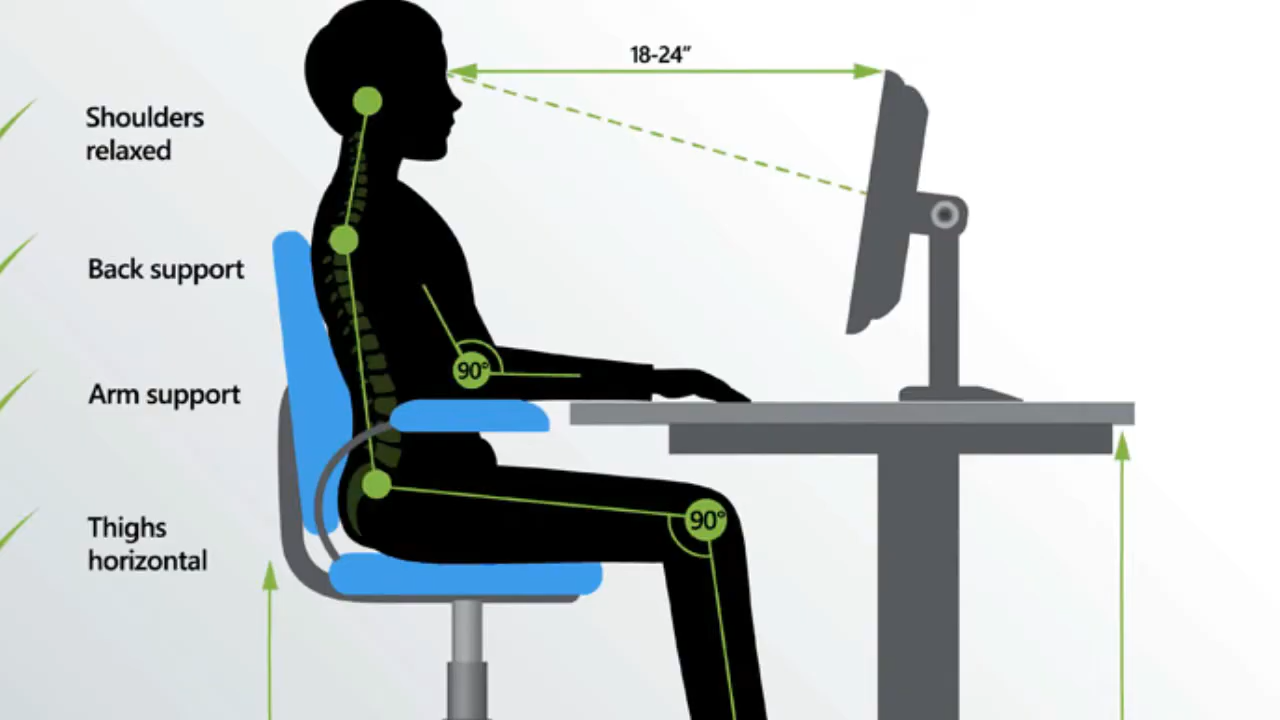 18-24″
Shoulders
relaxed
Back support
90°
Arm support
90°
Thighs
horizontal